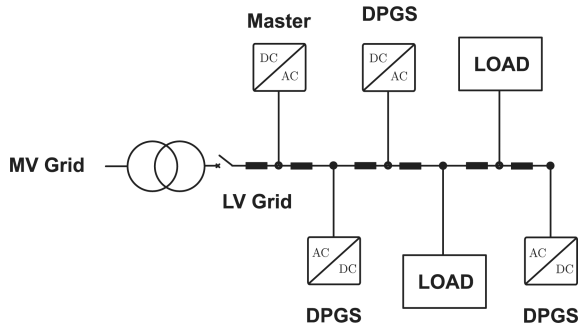 Master
DPGS
DC
AC
DC
AC
LOAD
MV Grid
LV Grid
AC
DC
DPGS
LOAD
AC
DC
DPGS